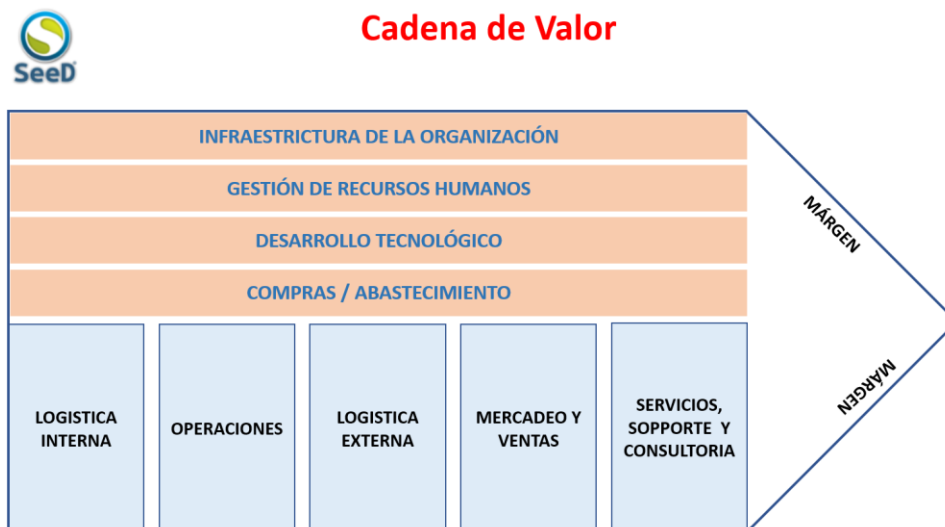 SeeD
Cadena de Valor
INFRAESTRICTURA DE LA ORGANIZACIÓN
GESTIÓN DE RECURSOS HUMANOS
DESARROLLO TECNOLÓGICO
COMPRAS / ABASTECIMIENTO
MÁRGEN
MÁRGEN
LOGISTICA
INTERNA
OPERACIONES
LOGISTICA
EXTERNA
MERCADEO Y
VENTAS
SERVICIOS,
SOPPORTE Y
CONSULTORIA